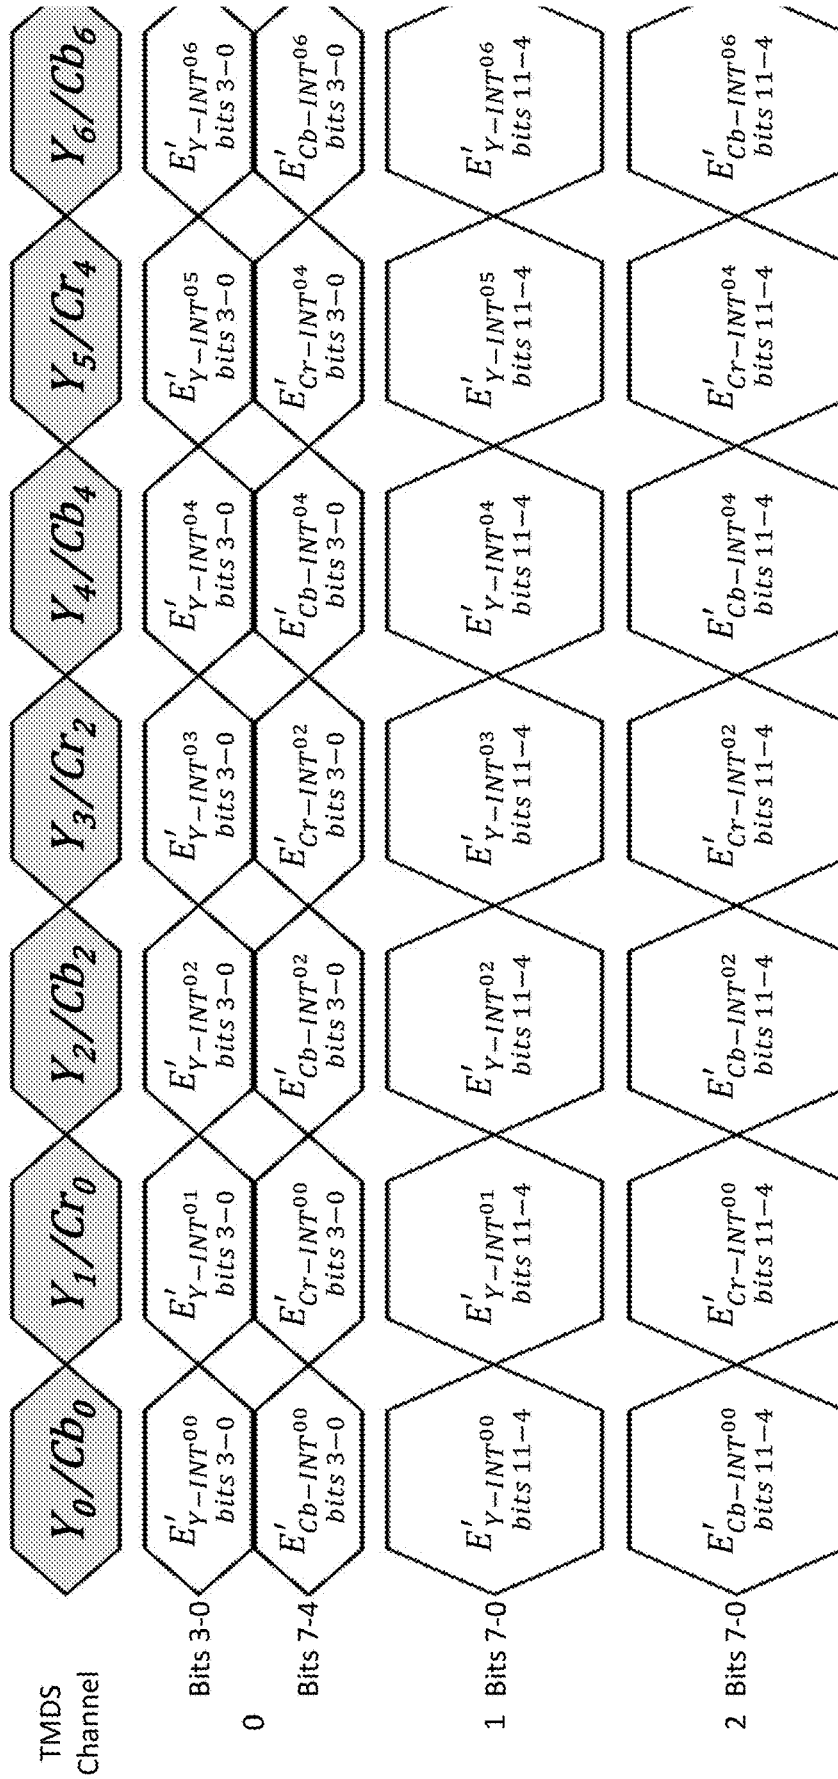 TMDS
Channel
Y₀/Cb₀ Y₁/Cr₀ Y₂/Cb₂ Y₃/Cr₂ Y₄/Cb₄ Y₅/Cr₄ Y₆/Cb₆
0
Bits 3-0
E′Y−INT⁰⁰ E′Y−INT⁰¹ E′Y−INT⁰² E′Y−INT⁰³ E′Y−INT⁰⁴ E′Y−INT⁰⁵ E′Y−INT⁰⁶
bits 3−0 bits 3−0 bits 3−0 bits 3−0 bits 3−0 bits 3−0 bits 3−0
Bits 7-4
E′Cb−INT⁰⁰ E′Cr−INT⁰⁰ E′Cb−INT⁰² E′Cr−INT⁰² E′Cb−INT⁰⁴ E′Cr−INT⁰⁴ E′Cb−INT⁰⁶
bits 3−0 bits 3−0 bits 3−0 bits 3−0 bits 3−0 bits 3−0 bits 3−0
1 Bits 7-0
E′Y−INT⁰⁰ E′Y−INT⁰¹ E′Y−INT⁰² E′Y−INT⁰³ E′Y−INT⁰⁴ E′Y−INT⁰⁵ E′Y−INT⁰⁶
bits 11−4 bits 11−4 bits 11−4 bits 11−4 bits 11−4 bits 11−4 bits 11−4
2 Bits 7-0
E′Cb−INT⁰⁰ E′Cr−INT⁰⁰ E′Cb−INT⁰² E′Cr−INT⁰² E′Cb−INT⁰⁴ E′Cr−INT⁰⁴ E′Cb−INT⁰⁶
bits 11−4 bits 11−4 bits 11−4 bits 11−4 bits 11−4 bits 11−4 bits 11−4